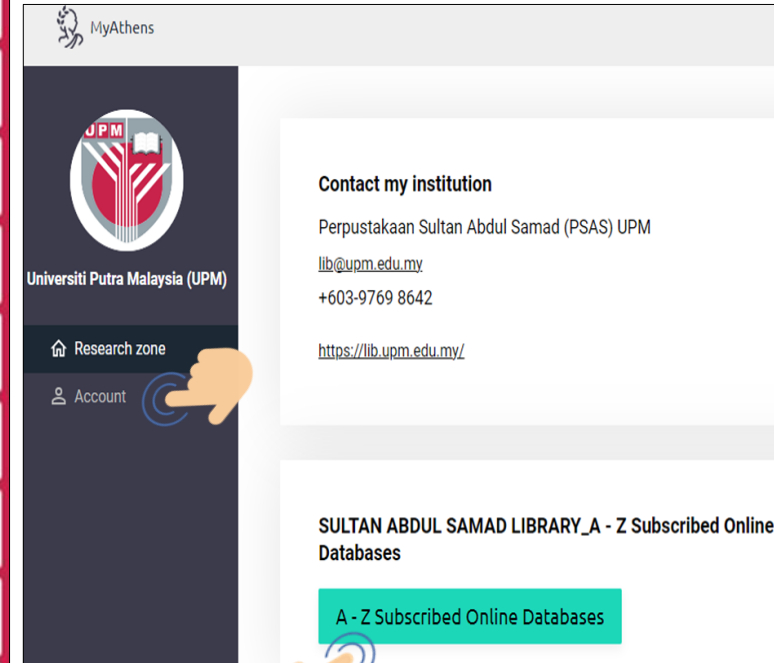 MyAthens
UPM
Universiti Putra Malaysia (UPM)
Research zone
Account
Contact my institution
Perpustakaan Sultan Abdul Samad (PSAS) UPM
lib@upm.edu.my
+603-9769 8642
https://lib.upm.edu.my/
SULTAN ABDUL SAMAD LIBRARY_A - Z Subscribed Online
Databases
A - Z Subscribed Online Databases